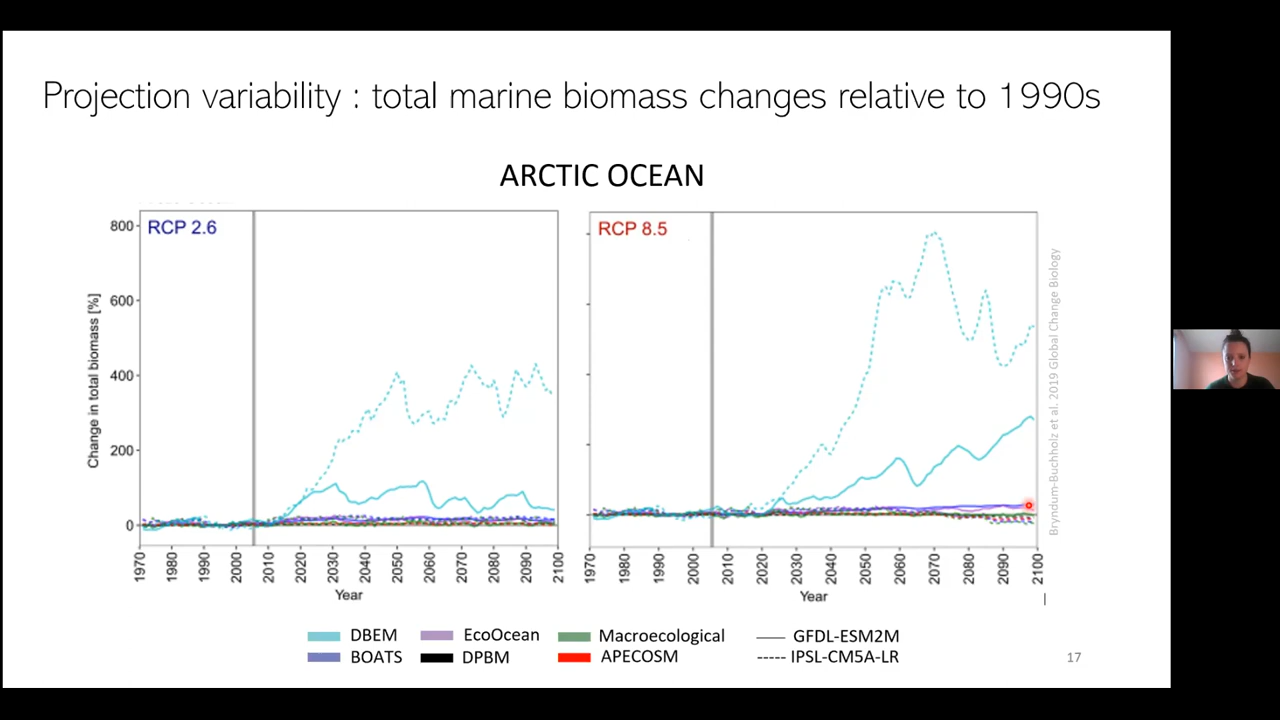 Projection variability : total marine biomass changes relative to 1990s
ARCTIC OCEAN
RCP 2.6
RCP 8.5
Change in total biomass [%]
800
600
400
200
0
1970 1980 1990 2000 2010 2020 2030 2040 2050 2060 2070 2080 2090 2100
Year
1970 1980 1990 2000 2010 2020 2030 2040 2050 2060 2070 2080 2090 2100
Year
Bryndum-Buchholz et al. 2019 Global Change Biology
DBEM EcoOcean Macroecological GFDL-ESM2M
BOATS DPBM APECOSM IPSL-CM5A-LR
17